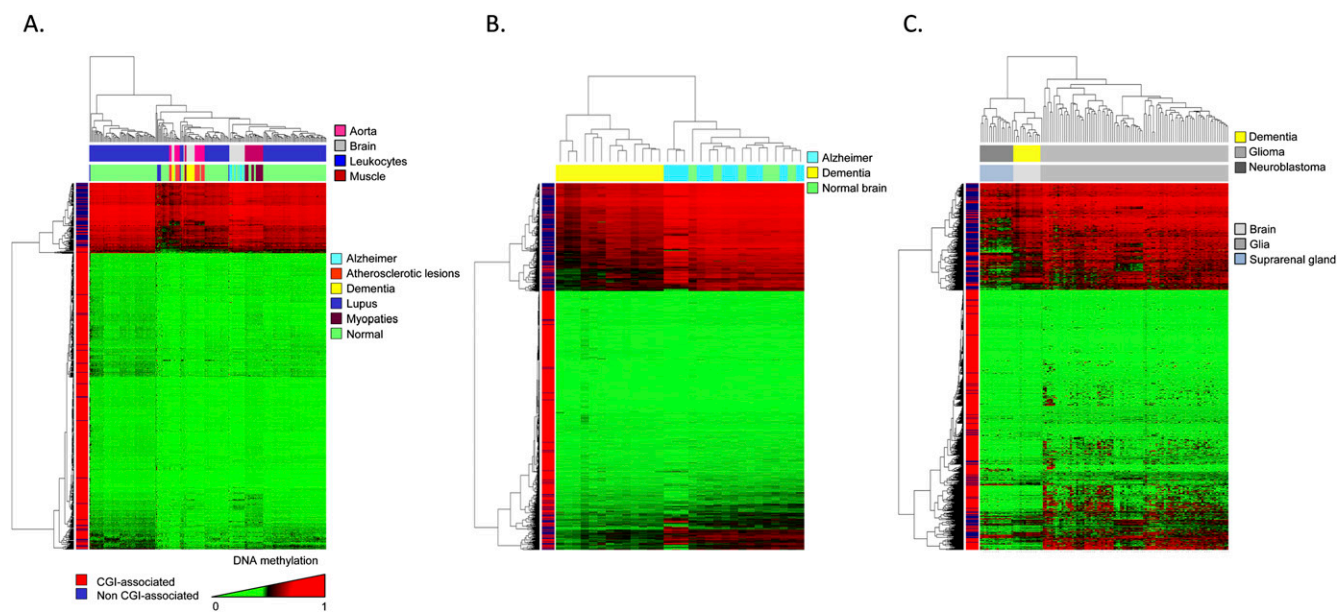 A.
B.
C.
Aorta
Brain
Leukocytes
Muscle
Alzheimer
Atherosclerotic lesions
Dementia
Lupus
Myopaties
Normal
DNA methylation
CGI-associated
Non CGI-associated
0
1
Alzheimer
Dementia
Normal brain
Dementia
Glioma
Neuroblastoma
Brain
Glia
Suprarenal gland